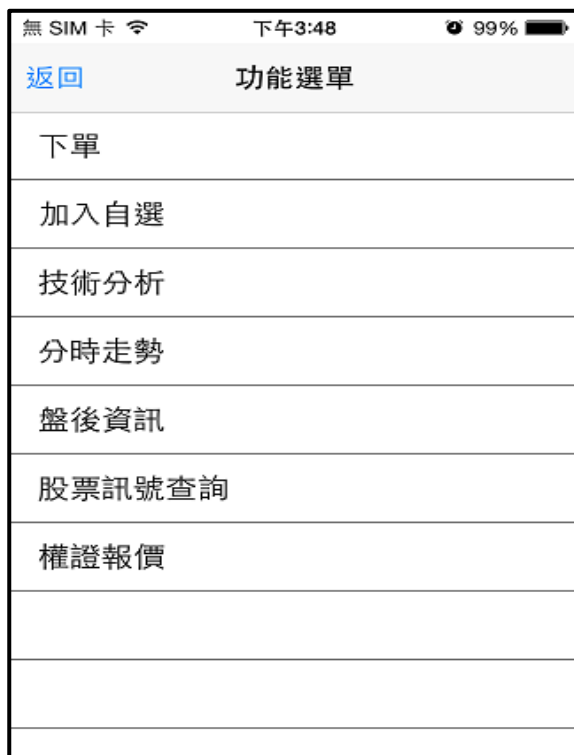 無 SIM 卡 下午3:48 99%
返回 功能選單
下單
加入自選
技術分析
分時走勢
盤後資訊
股票訊號查詢
權證報價